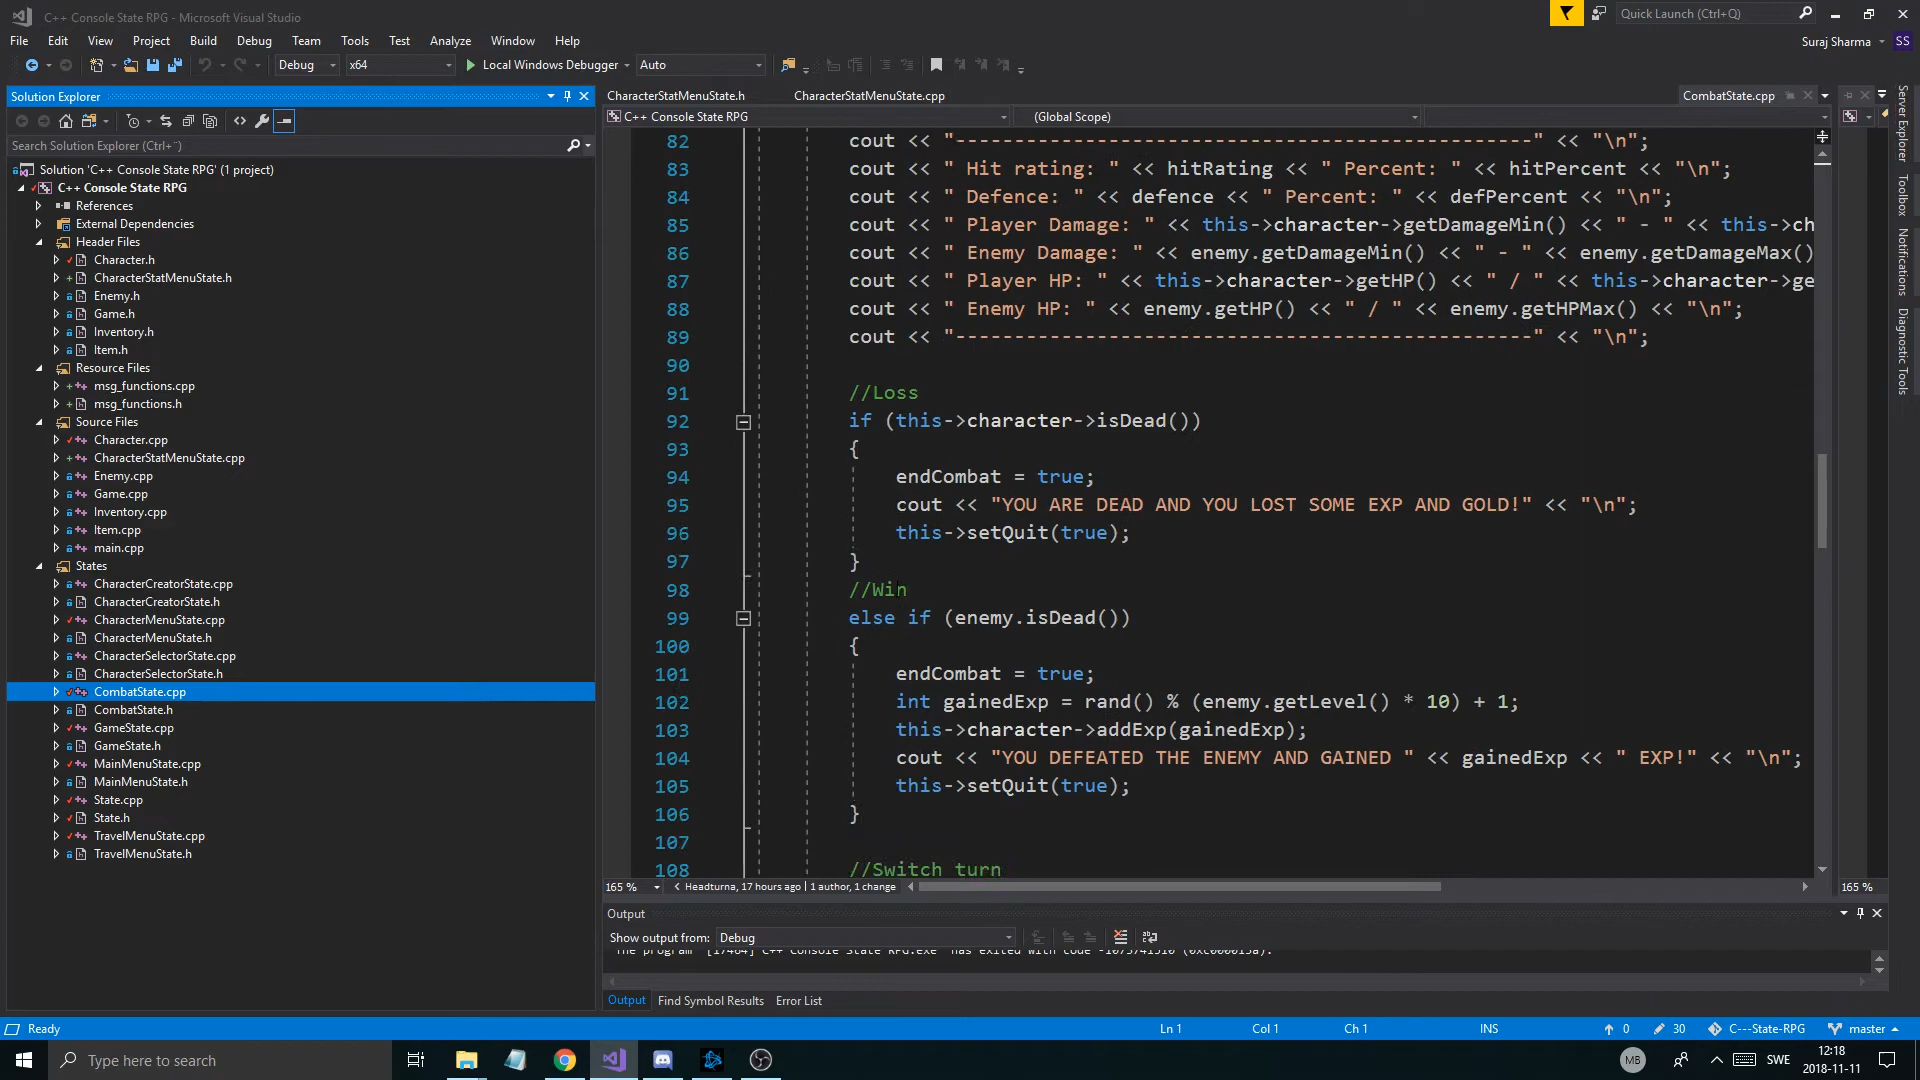 C++ Console State RPG - Microsoft Visual Studio
Quick Launch (Ctrl+Q)
File Edit View Project Build Debug Team Tools Test Analyze Window Help
Suraj Sharma SS
Debug x64 Local Windows Debugger Auto
Solution Explorer
Search Solution Explorer (Ctrl+¨)
Solution 'C++ Console State RPG' (1 project)
C++ Console State RPG
References
External Dependencies
Header Files
Character.h
CharacterStatMenuState.h
Enemy.h
Game.h
Inventory.h
Item.h
Resource Files
msg_functions.cpp
msg_functions.h
Source Files
Character.cpp
CharacterStatMenuState.cpp
Enemy.cpp
Game.cpp
Inventory.cpp
Item.cpp
main.cpp
States
CharacterCreatorState.cpp
CharacterCreatorState.h
CharacterMenuState.cpp
CharacterMenuState.h
CharacterSelectorState.cpp
CharacterSelectorState.h
CombatState.cpp
CombatState.h
GameState.cpp
GameState.h
MainMenuState.cpp
MainMenuState.h
State.cpp
State.h
TravelMenuState.cpp
TravelMenuState.h
CharacterStatMenuState.h CharacterStatMenuState.cpp CombatState.cpp
C++ Console State RPG (Global Scope)
82 cout << "-------------------------------------------------" << "\n";
83 cout << " Hit rating: " << hitRating << " Percent: " << hitPercent << "\n";
84 cout << " Defence: " << defence << " Percent: " << defPercent << "\n";
85 cout << " Player Damage: " << this->character->getDamageMin() << " - " << this->ch
86 cout << " Enemy Damage: " << enemy.getDamageMin() << " - " << enemy.getDamageMax()
87 cout << " Player HP: " << this->character->getHP() << " / " << this->character->ge
88 cout << " Enemy HP: " << enemy.getHP() << " / " << enemy.getHPMax() << "\n";
89 cout << "-------------------------------------------------" << "\n";
90
91 //Loss
92 if (this->character->isDead())
93 {
94 endCombat = true;
95 cout << "YOU ARE DEAD AND YOU LOST SOME EXP AND GOLD!" << "\n";
96 this->setQuit(true);
97 }
98 //Win
99 else if (enemy.isDead())
100 {
101 endCombat = true;
102 int gainedExp = rand() % (enemy.getLevel() * 10) + 1;
103 this->character->addExp(gainedExp);
104 cout << "YOU DEFEATED THE ENEMY AND GAINED " << gainedExp << " EXP!" << "\n";
105 this->setQuit(true);
106 }
107
108 //Switch turn
165 % Headturna, 17 hours ago | 1 author, 1 change 165 %
Server Explorer
Toolbox
Notifications
Diagnostic Tools
Output
Show output from: Debug
Output Find Symbol Results Error List
Ready Ln 1 Col 1 Ch 1 INS 0 30 C---State-RPG master
Type here to search
MB SWE 12:18
2018-11-11